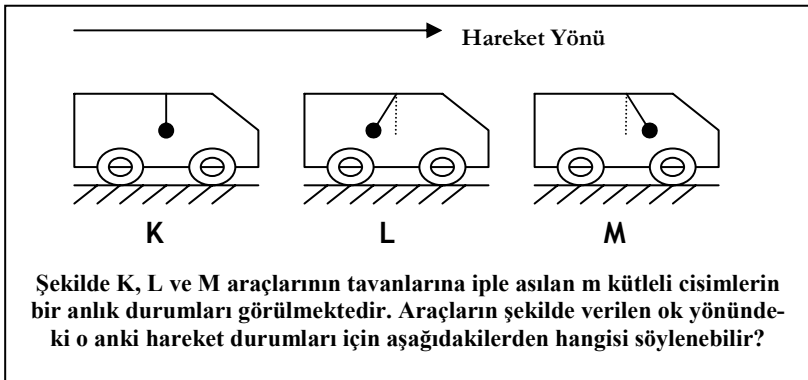 Hareket Yönü
K L M
Şekilde K, L ve M araçlarının tavanlarına iple asılan m kütleli cisimlerin
bir anlık durumları görülmektedir. Araçların şekilde verilen ok yönünde-
ki o anki hareket durumları için aşağıdakilerden hangisi söylenebilir?